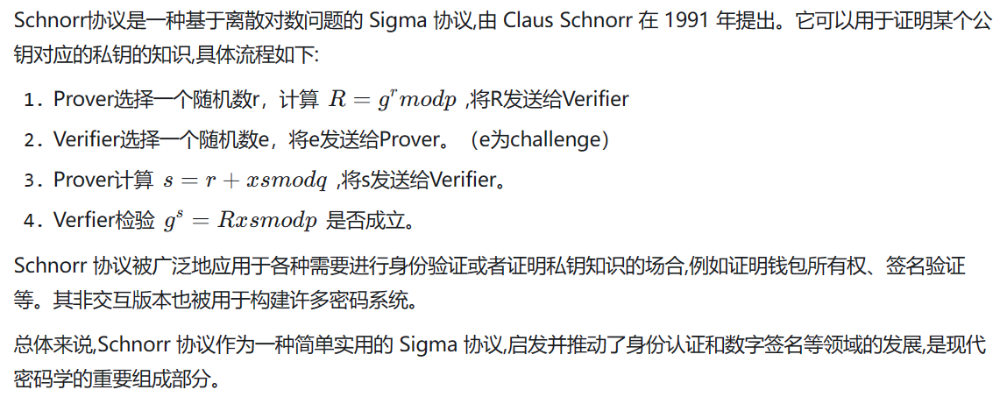 Schnorr协议是一种基于离散对数问题的 Sigma 协议,由 Claus Schnorr 在 1991 年提出。它可以用于证明某个公
钥对应的私钥的知识,具体流程如下:
1. Prover选择一个随机数r，计算 R = g^r modp ,将R发送给Verifier
2. Verifier选择一个随机数e，将e发送给Prover。（e为challenge）
3. Prover计算 s = r + xsmodq ,将s发送给Verifier。
4. Verfier检验 g^s = Rxsmodp 是否成立。
Schnorr 协议被广泛地应用于各种需要进行身份验证或者证明私钥知识的场合,例如证明钱包所有权、签名验证
等。其非交互版本也被用于构建许多密码系统。
总体来说,Schnorr 协议作为一种简单实用的 Sigma 协议,启发并推动了身份认证和数字签名等领域的发展,是现代
密码学的重要组成部分。